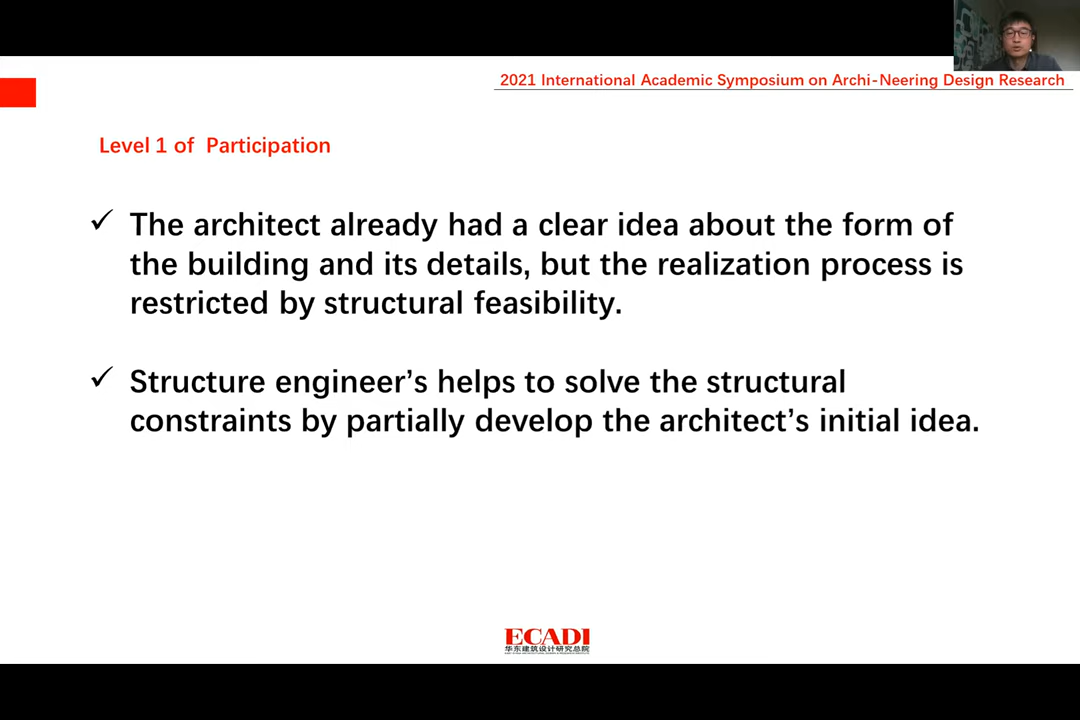 2021 International Academic Symposium on Archi-Neering Design Research
Level 1 of Participation
✓ The architect already had a clear idea about the form of
the building and its details, but the realization process is
restricted by structural feasibility.
✓ Structure engineer's helps to solve the structural
constraints by partially develop the architect's initial idea.
ECADI
华东建筑设计研究总院